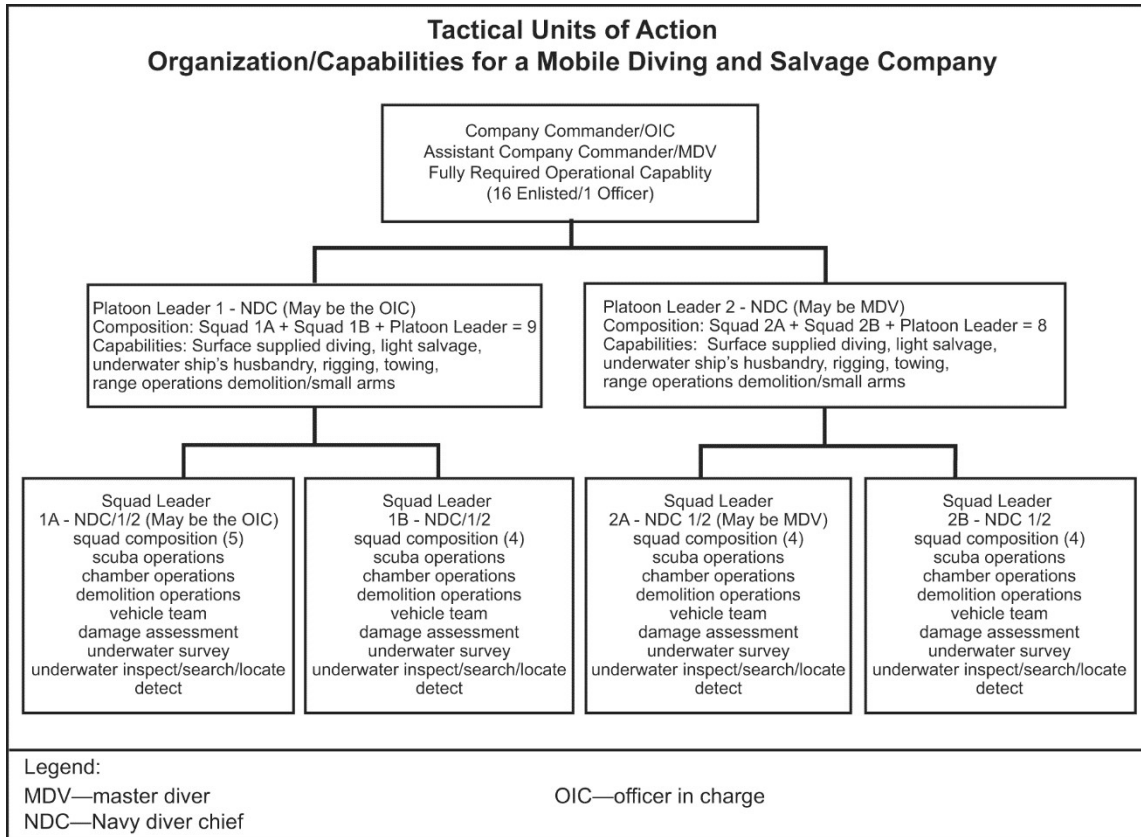 Tactical Units of Action
Organization/Capabilities for a Mobile Diving and Salvage Company
Company Commander/OIC
Assistant Company Commander/MDV
Fully Required Operational Capablity
(16 Enlisted/1 Officer)
Platoon Leader 1 - NDC (May be the OIC)
Composition: Squad 1A + Squad 1B + Platoon Leader = 9
Capabilities: Surface supplied diving, light salvage,
underwater ship's husbandry, rigging, towing,
range operations demolition/small arms
Platoon Leader 2 - NDC (May be MDV)
Composition: Squad 2A + Squad 2B + Platoon Leader = 8
Capabilities: Surface supplied diving, light salvage,
underwater ship's husbandry, rigging, towing,
range operations demolition/small arms
Squad Leader
1A - NDC/1/2 (May be the OIC)
squad composition (5)
scuba operations
chamber operations
demolition operations
vehicle team
damage assessment
underwater survey
underwater inspect/search/locate
detect
Squad Leader
1B - NDC/1/2
squad composition (4)
scuba operations
chamber operations
demolition operations
vehicle team
damage assessment
underwater survey
underwater inspect/search/locate
detect
Squad Leader
2A - NDC 1/2 (May be MDV)
squad composition (4)
scuba operations
chamber operations
demolition operations
vehicle team
damage assessment
underwater survey
underwater inspect/search/locate
detect
Squad Leader
2B - NDC 1/2
squad composition (4)
scuba operations
chamber operations
demolition operations
vehicle team
damage assessment
underwater survey
underwater inspect/search/locate
detect
Legend:
MDV—master diver
NDC—Navy diver chief
OIC—officer in charge